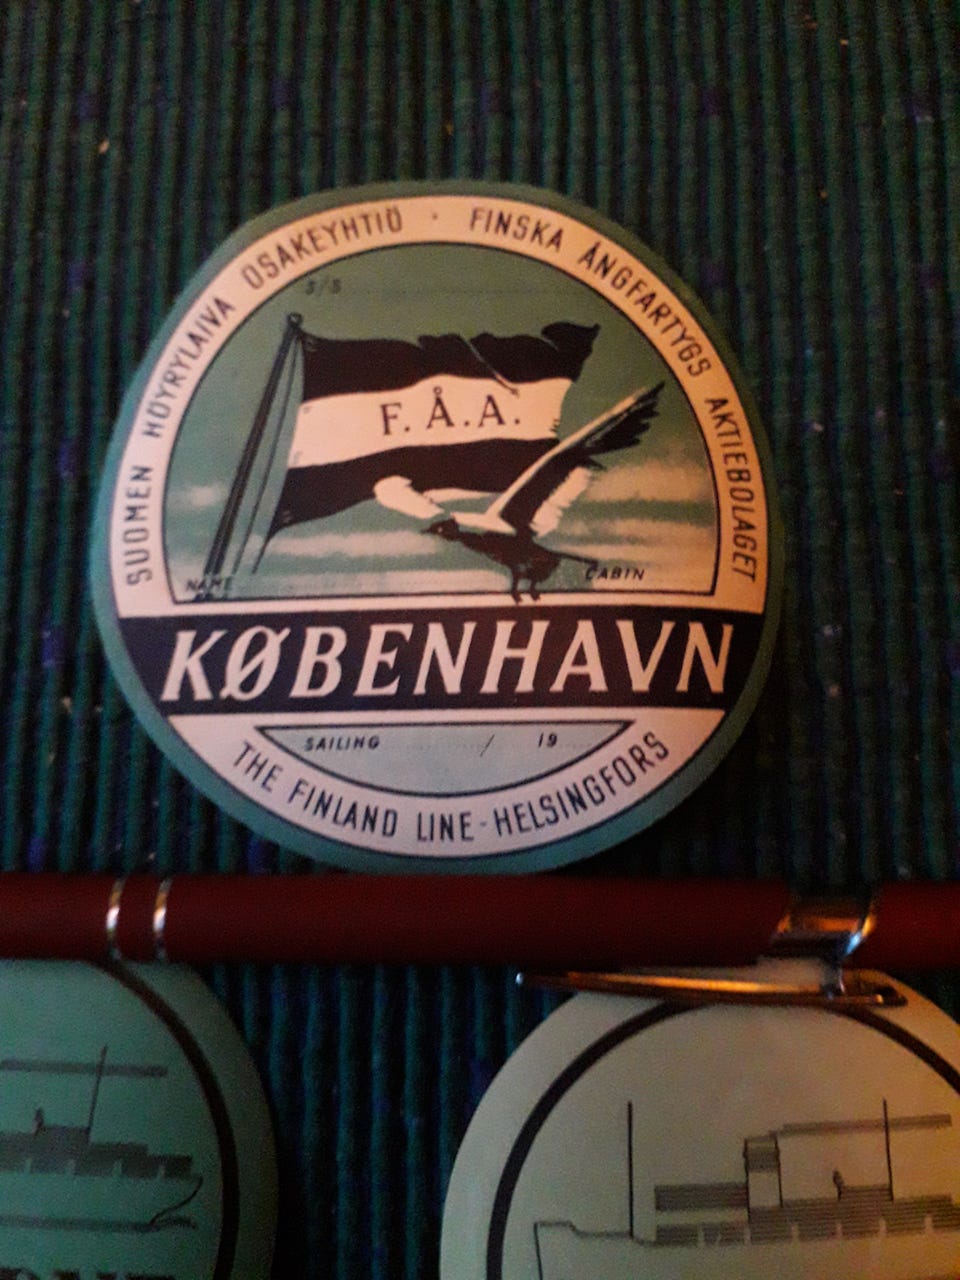 SUOMEN HÖYRYLAIVA OSAKEYHTIÖ · FINSKA ÅNGFARTYGS AKTIEBOLAGET
S/S
F.Å.A.
NAME
CABIN
KØBENHAVN
SAILING / 19
THE FINLAND LINE-HELSINGFORS